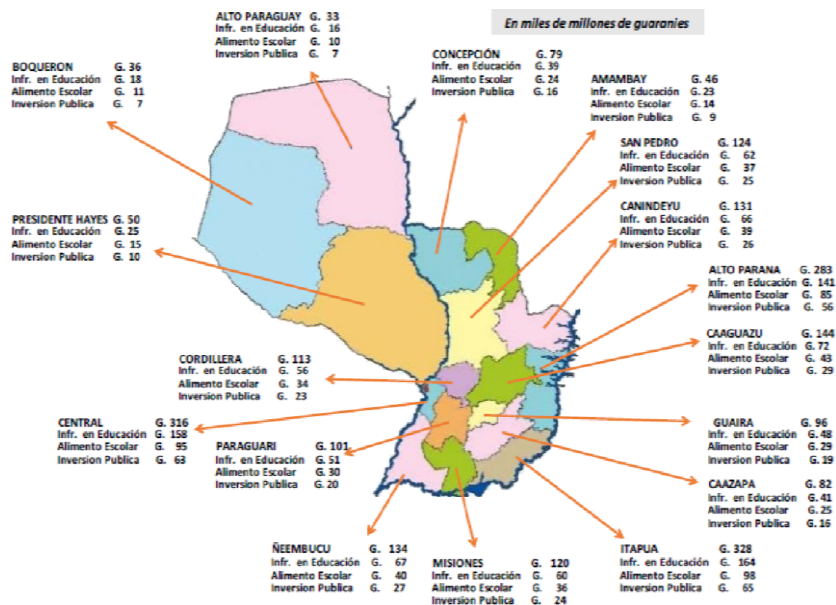 En miles de millones de guaranies
ALTO PARAGUAY G. 33
Infr. en Educación G. 16
Alimento Escolar G. 10
Inversion Publica G. 7
BOQUERON G. 36
Infr. en Educación G. 18
Alimento Escolar G. 11
Inversion Publica G. 7
CONCEPCIÓN G. 79
Infr. en Educación G. 39
Alimento Escolar G. 24
Inversion Publica G. 16
AMAMBAY G. 46
Infr. en Educación G. 23
Alimento Escolar G. 14
Inversion Publica G. 9
SAN PEDRO G. 124
Infr. en Educación G. 62
Alimento Escolar G. 37
Inversion Publica G. 25
CANINDEYU G. 131
Infr. en Educación G. 66
Alimento Escolar G. 39
Inversion Publica G. 26
PRESIDENTE HAYES G. 50
Infr. en Educación G. 25
Alimento Escolar G. 15
Inversion Publica G. 10
ALTO PARANA G. 283
Infr. en Educación G. 141
Alimento Escolar G. 85
Inversion Publica G. 56
CAAGUAZU G. 144
Infr. en Educación G. 72
Alimento Escolar G. 43
Inversion Publica G. 29
CORDILLERA G. 113
Infr. en Educación G. 56
Alimento Escolar G. 34
Inversion Publica G. 23
CENTRAL G. 316
Infr. en Educación G. 158
Alimento Escolar G. 95
Inversion Publica G. 63
PARAGUARI G. 101
Infr. en Educación G. 51
Alimento Escolar G. 30
Inversion Publica G. 20
GUAIRA G. 96
Infr. en Educación G. 48
Alimento Escolar G. 29
Inversion Publica G. 19
CAAZAPA G. 82
Infr. en Educación G. 41
Alimento Escolar G. 25
Inversion Publica G. 16
ÑEEMBUCU G. 134
Infr. en Educación G. 67
Alimento Escolar G. 40
Inversion Publica G. 27
MISIONES G. 120
Infr. en Educación G. 60
Alimento Escolar G. 36
Inversion Publica G. 24
ITAPUA G. 328
Infr. en Educación G. 164
Alimento Escolar G. 98
Inversion Publica G. 65